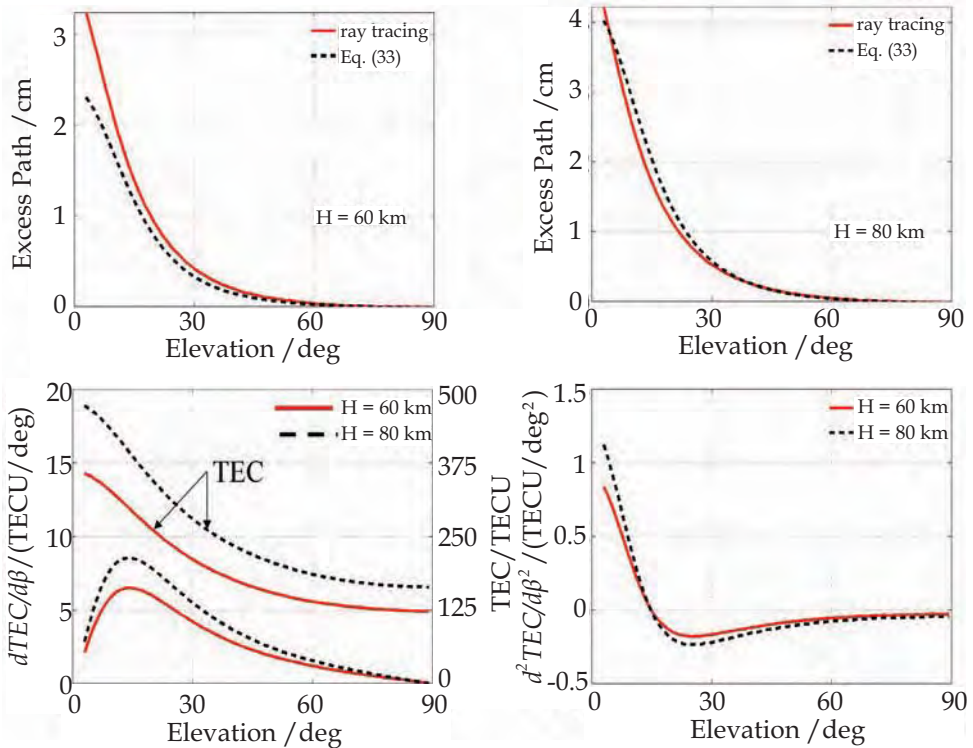 Excess Path /cm
3
2
1
0
ray tracing
Eq. (33)
H = 60 km
0
30
60
90
Elevation /deg
Excess Path /cm
4
3
2
1
0
ray tracing
Eq. (33)
H = 80 km
0
30
60
90
Elevation /deg
dTEC/dβ/(TECU/deg)
20
15
10
5
0
H = 60 km
H = 80 km
TEC
500
375
250
125
0
TEC/TECU
0
30
60
90
Elevation /deg
d²TEC/dβ²/(TECU/deg²)
1.5
1
0.5
0
-0.5
H = 60 km
H = 80 km
0
30
60
90
Elevation /deg